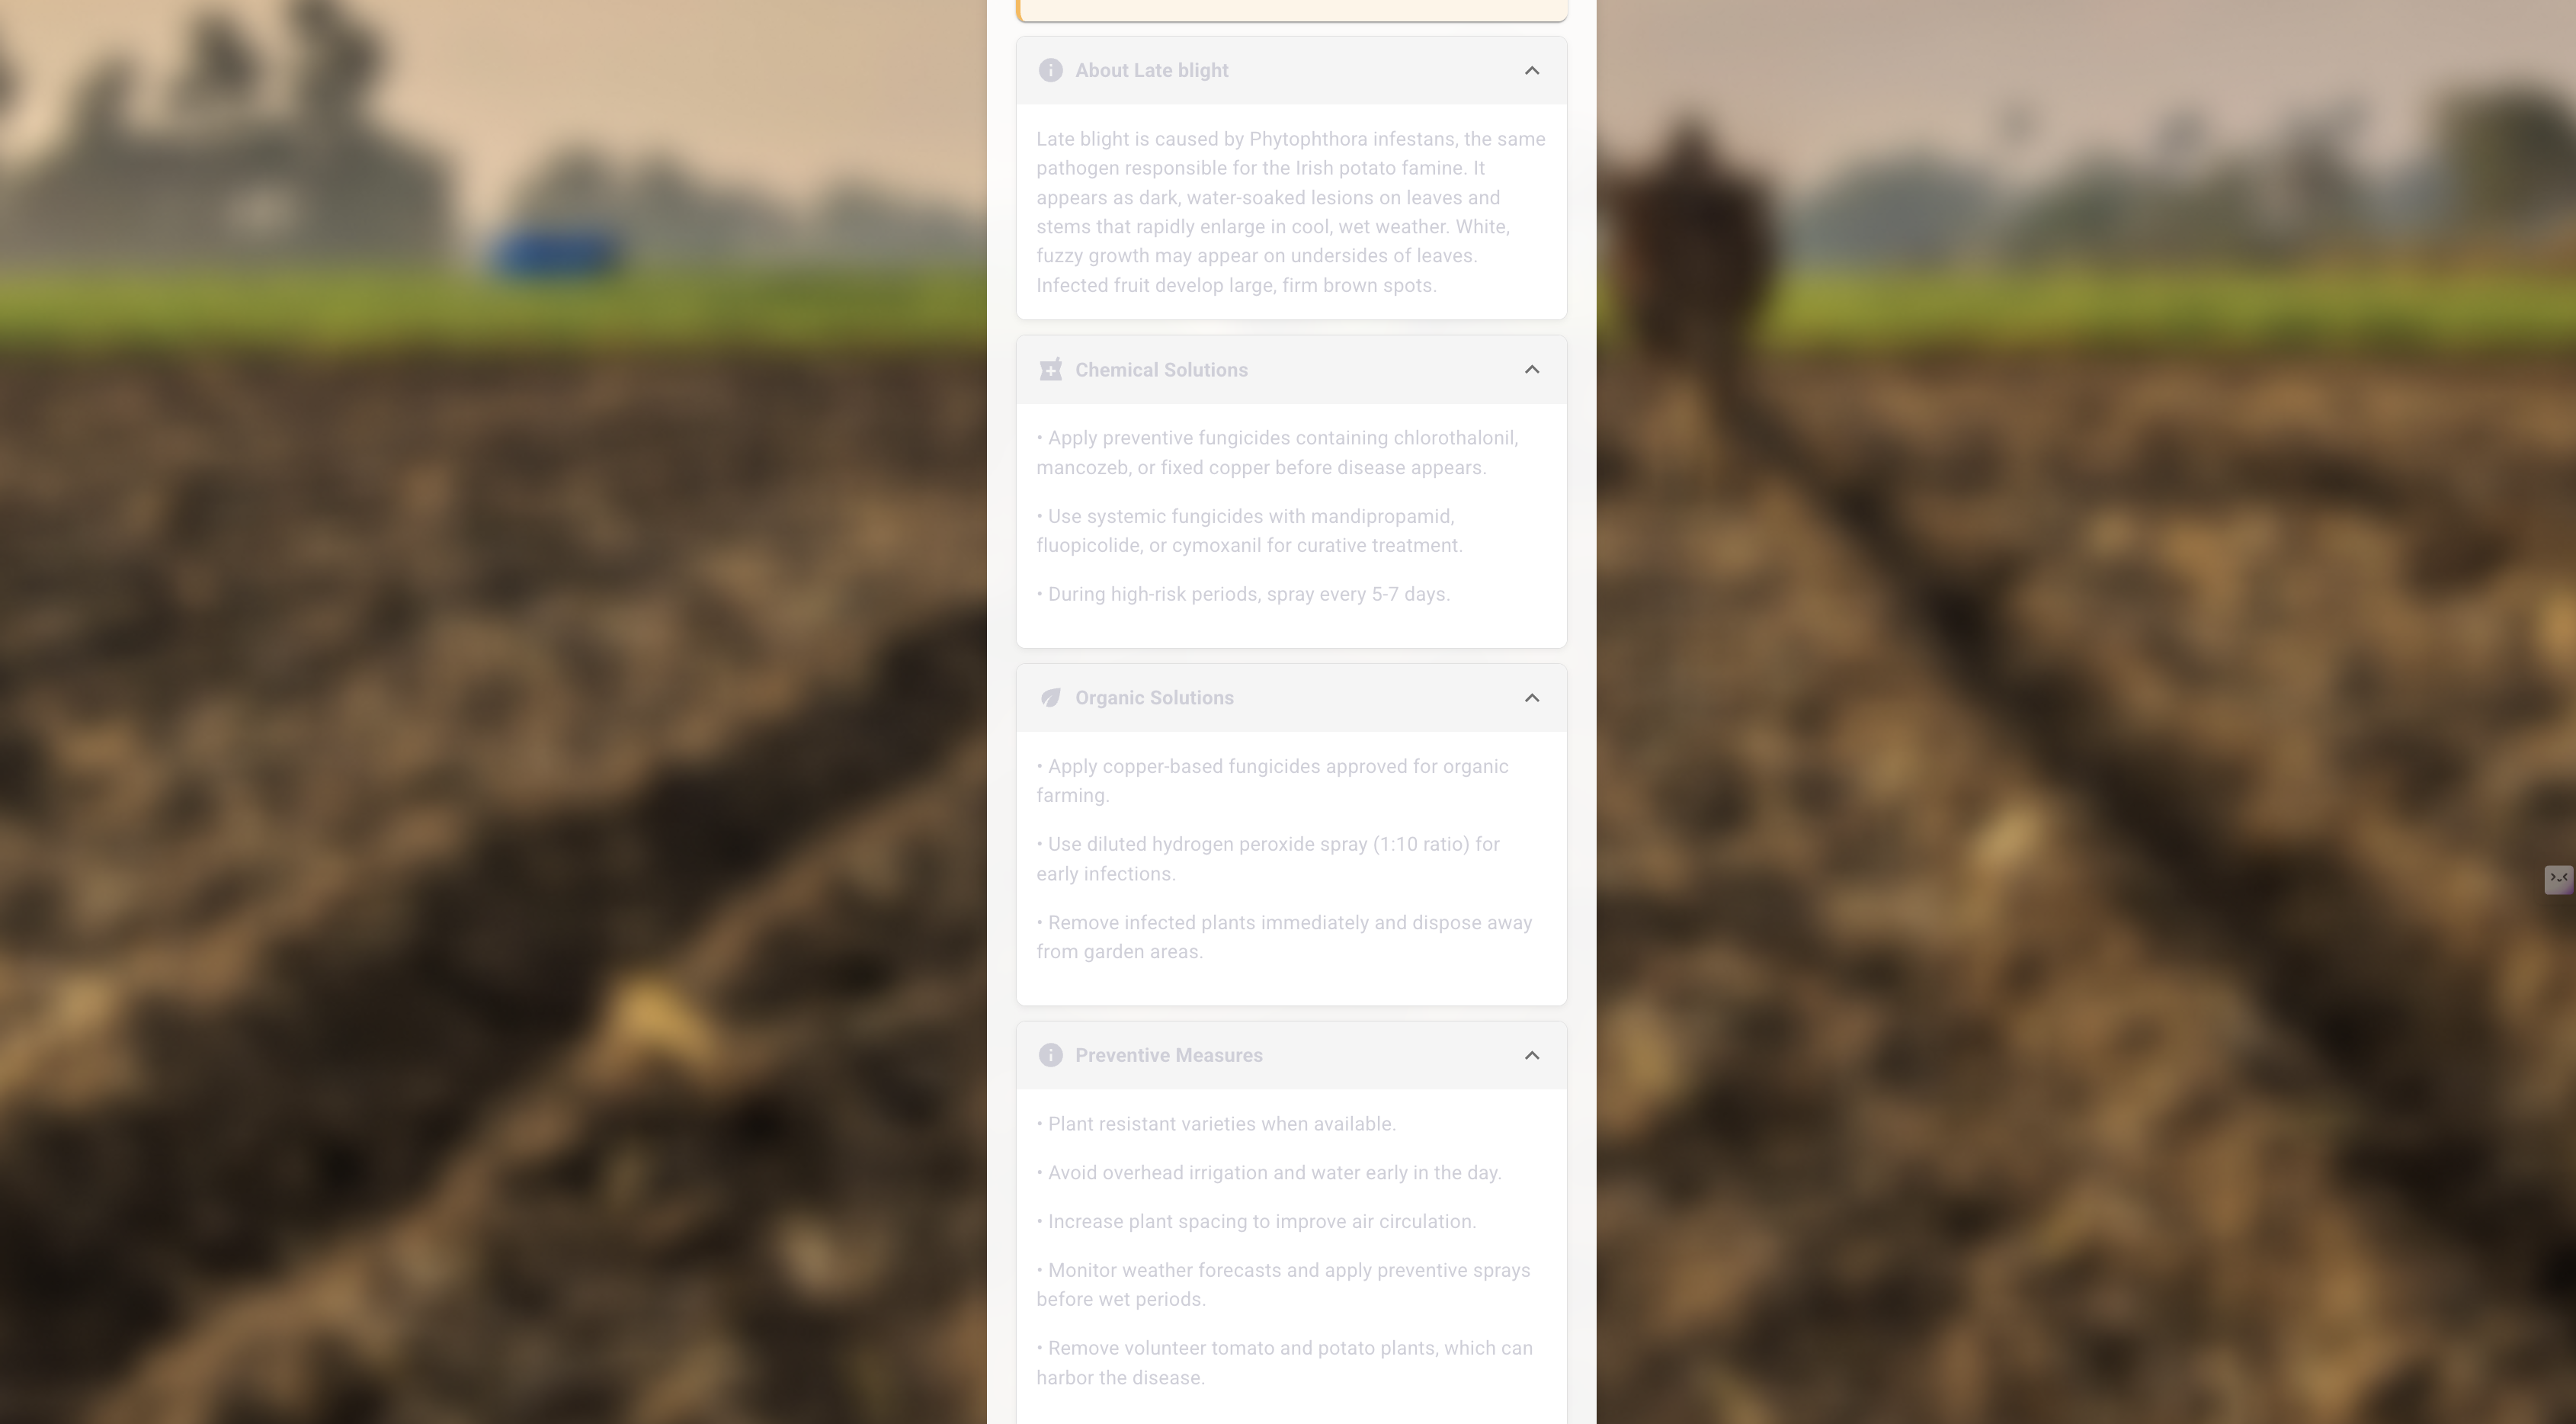 About Late blight
Late blight is caused by Phytophthora infestans, the same
pathogen responsible for the Irish potato famine. It
appears as dark, water-soaked lesions on leaves and
stems that rapidly enlarge in cool, wet weather. White,
fuzzy growth may appear on undersides of leaves.
Infected fruit develop large, firm brown spots.
Chemical Solutions
• Apply preventive fungicides containing chlorothalonil,
mancozeb, or fixed copper before disease appears.
• Use systemic fungicides with mandipropamid,
fluopicolide, or cymoxanil for curative treatment.
• During high-risk periods, spray every 5-7 days.
Organic Solutions
• Apply copper-based fungicides approved for organic
farming.
• Use diluted hydrogen peroxide spray (1:10 ratio) for
early infections.
• Remove infected plants immediately and dispose away
from garden areas.
Preventive Measures
• Plant resistant varieties when available.
• Avoid overhead irrigation and water early in the day.
• Increase plant spacing to improve air circulation.
• Monitor weather forecasts and apply preventive sprays
before wet periods.
• Remove volunteer tomato and potato plants, which can
harbor the disease.